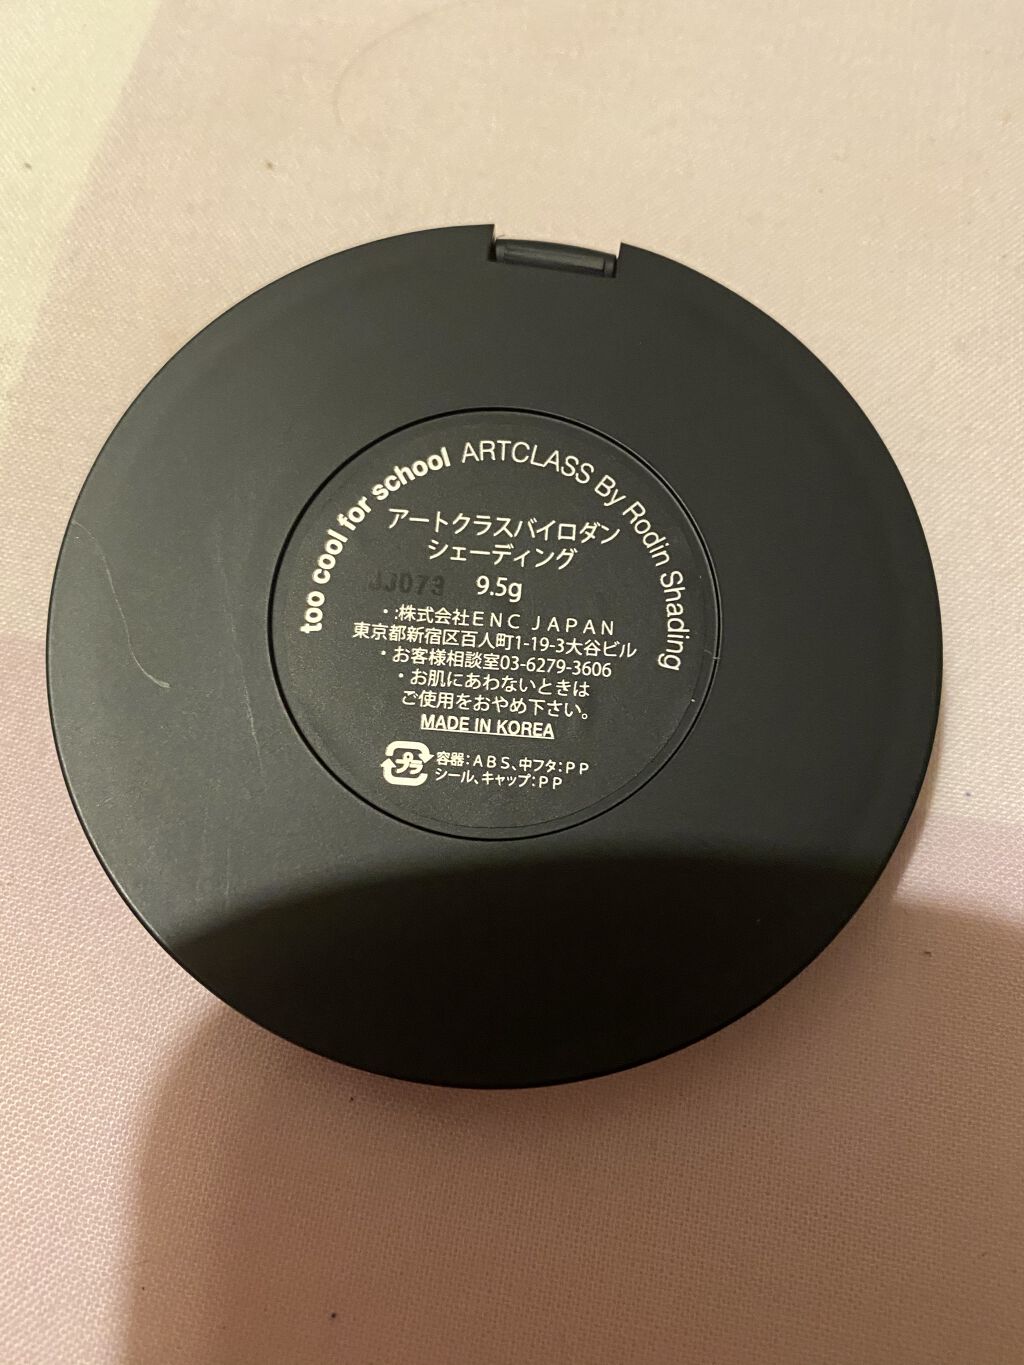 too cool for school ARTCLASS By Rodin Shading
アートクラスバイロダン
シェーディング
JJ073
9.5g
・:株式会社ＥＮＣ ＪＡＰＡＮ
東京都新宿区百人町1-19-3大谷ビル
・お客様相談室03-6279-3606
・お肌にあわないときは
ご使用をおやめ下さい。
MADE IN KOREA
プラ
容器:ＡＢＳ、中フタ:ＰＰ
シール、キャップ:ＰＰ